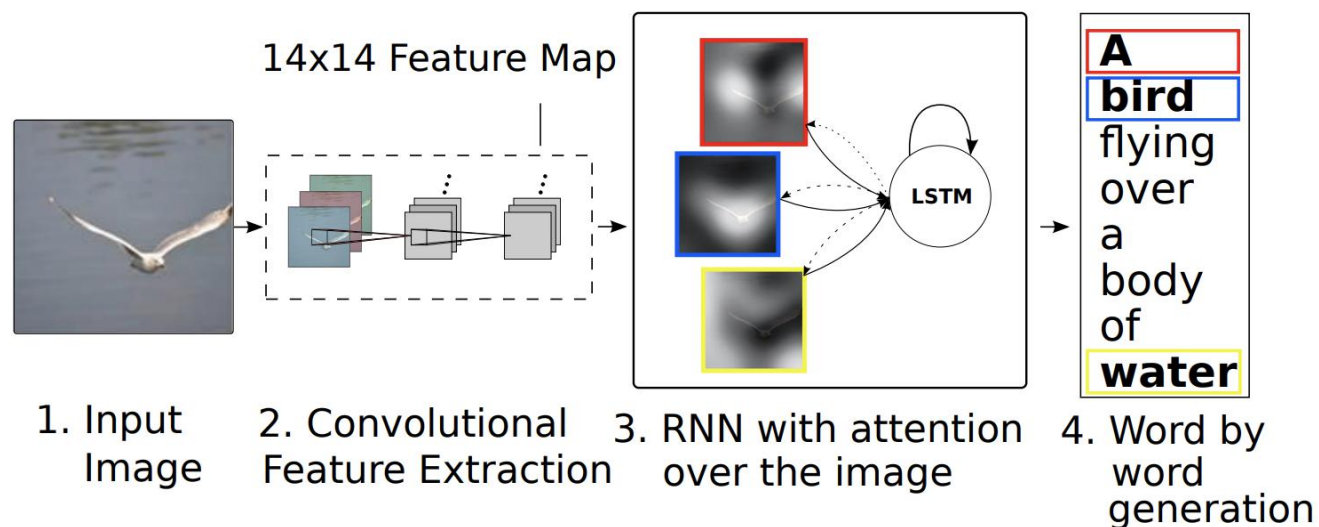 14x14 Feature Map
LSTM
A
bird
flying
over
a
body
of
water
1. Input
Image
2. Convolutional
Feature Extraction
3. RNN with attention
over the image
4. Word by
word
generation